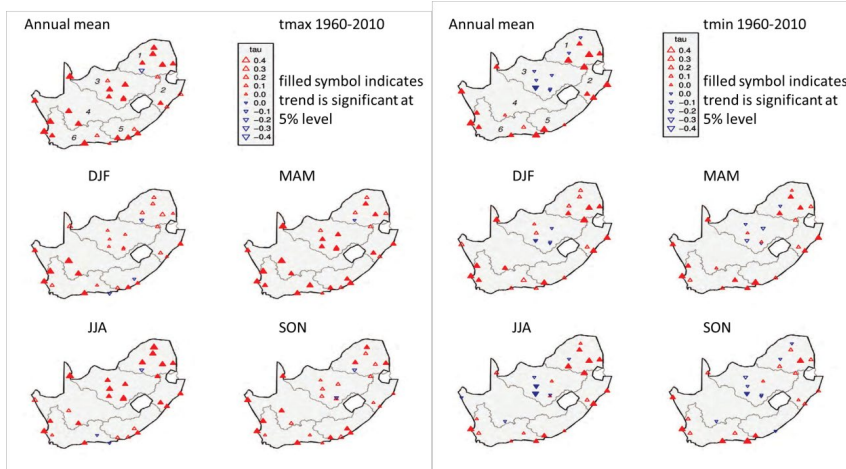 Annual mean
tmax 1960-2010
tau
0.4
0.3
0.2
0.1
0.0
0.0
-0.1
-0.2
-0.3
-0.4
filled symbol indicates
trend is significant at
5% level
1
2
3
4
5
6
DJF
MAM
JJA
SON
Annual mean
tmin 1960-2010
tau
0.4
0.3
0.2
0.1
0.0
0.0
-0.1
-0.2
-0.3
-0.4
filled symbol indicates
trend is significant at
5% level
1
2
3
4
5
6
DJF
MAM
JJA
SON